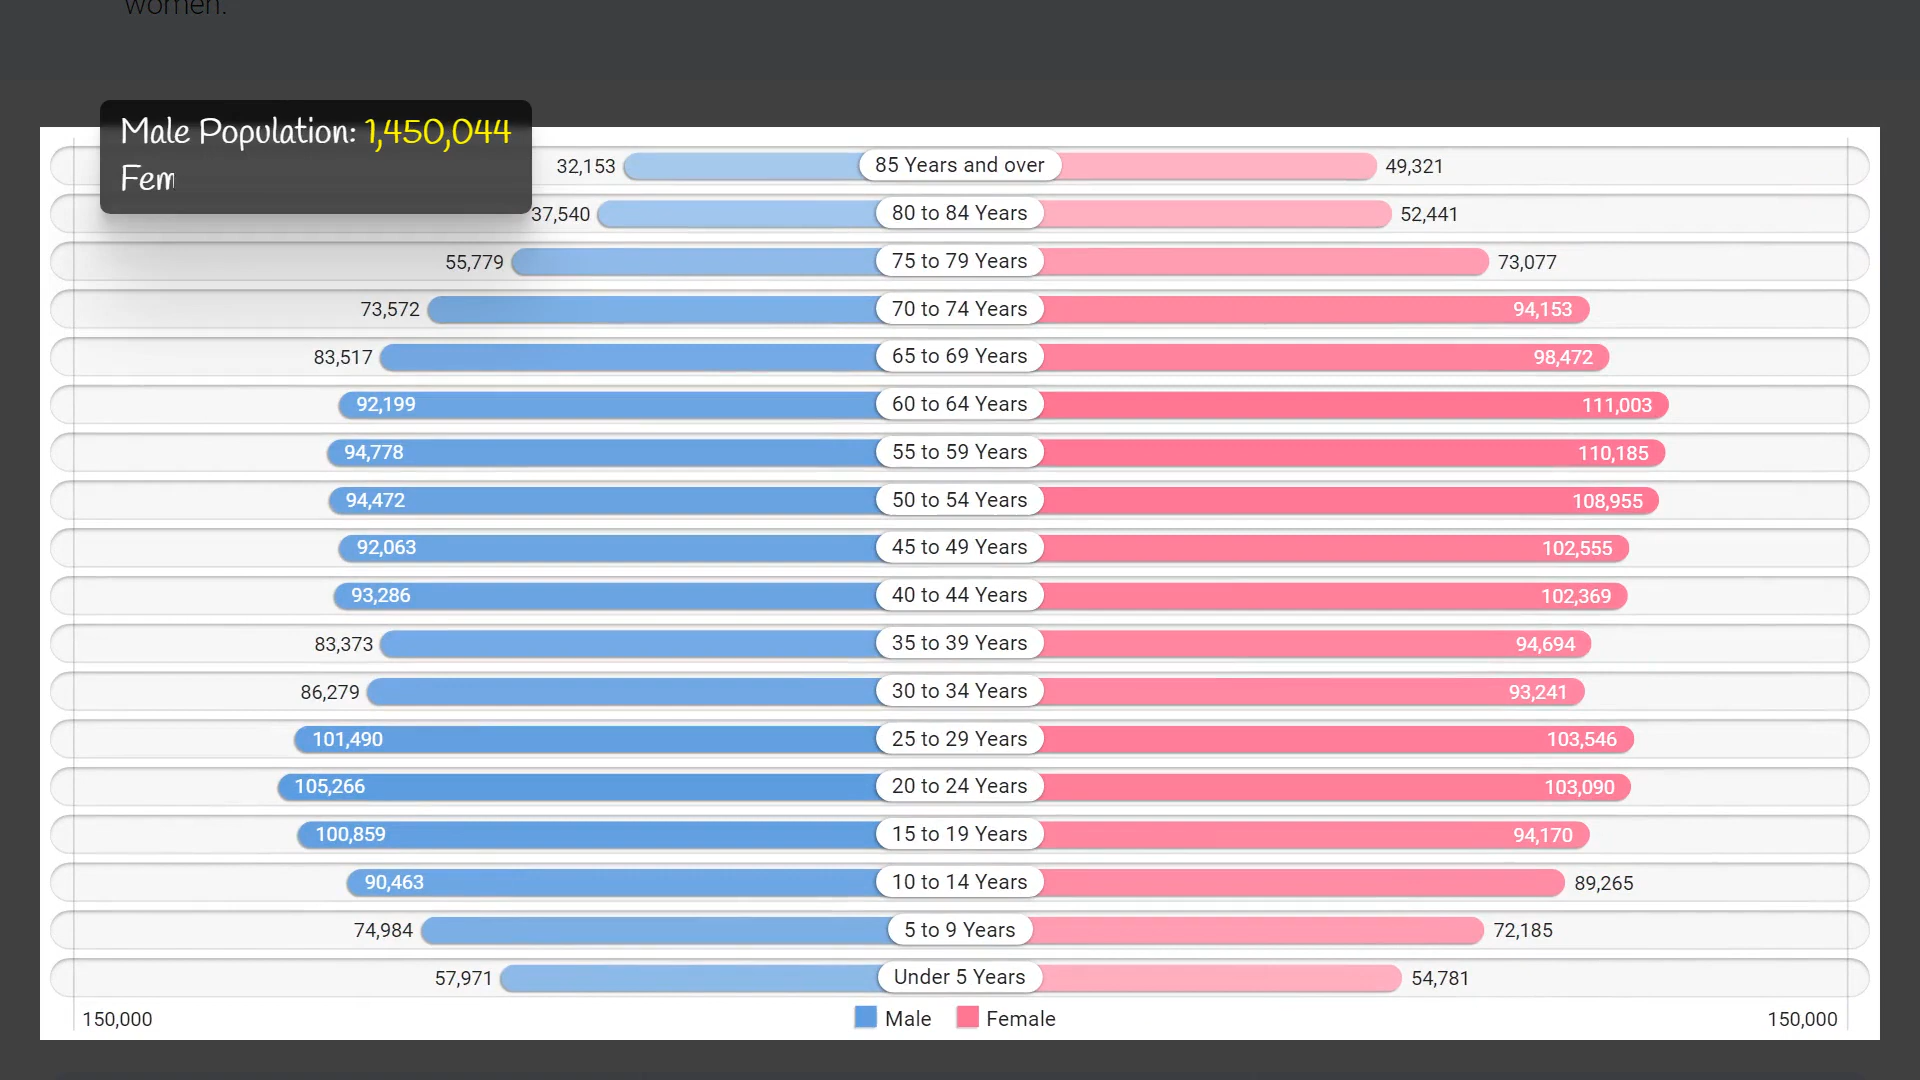 women.
Male Population: 1,450,044
Fem
32,153 85 Years and over 49,321
37,540 80 to 84 Years 52,441
55,779 75 to 79 Years 73,077
73,572 70 to 74 Years 94,153
83,517 65 to 69 Years 98,472
92,199 60 to 64 Years 111,003
94,778 55 to 59 Years 110,185
94,472 50 to 54 Years 108,955
92,063 45 to 49 Years 102,555
93,286 40 to 44 Years 102,369
83,373 35 to 39 Years 94,694
86,279 30 to 34 Years 93,241
101,490 25 to 29 Years 103,546
105,266 20 to 24 Years 103,090
100,859 15 to 19 Years 94,170
90,463 10 to 14 Years 89,265
74,984 5 to 9 Years 72,185
57,971 Under 5 Years 54,781
150,000 Male Female 150,000